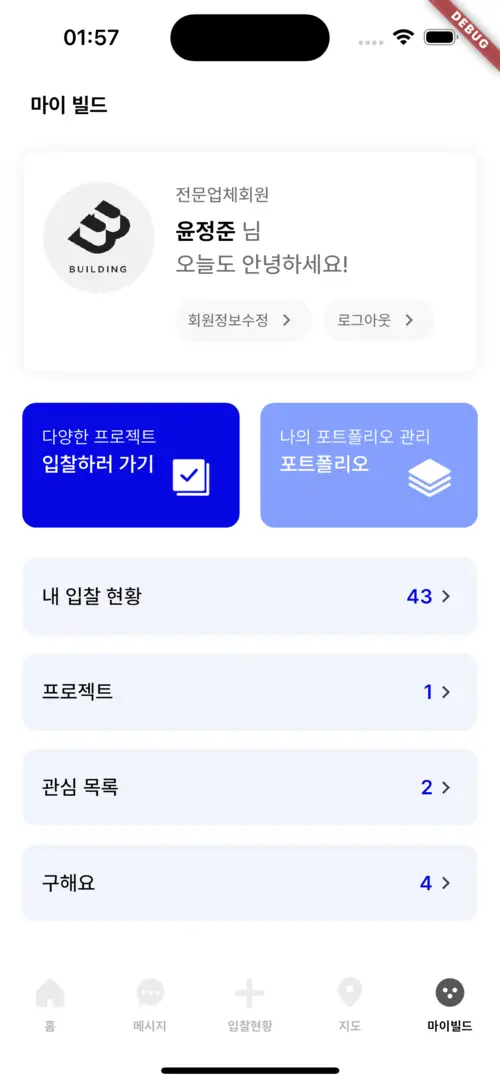 01:57
DEBUG
마이 빌드
BUILDING
전문업체회원
윤정준 님
오늘도 안녕하세요!
회원정보수정
로그아웃
다양한 프로젝트
입찰하러 가기
나의 포트폴리오 관리
포트폴리오
내 입찰 현황 43
프로젝트 1
관심 목록 2
구해요 4
홈
메시지
입찰현황
지도
마이빌드